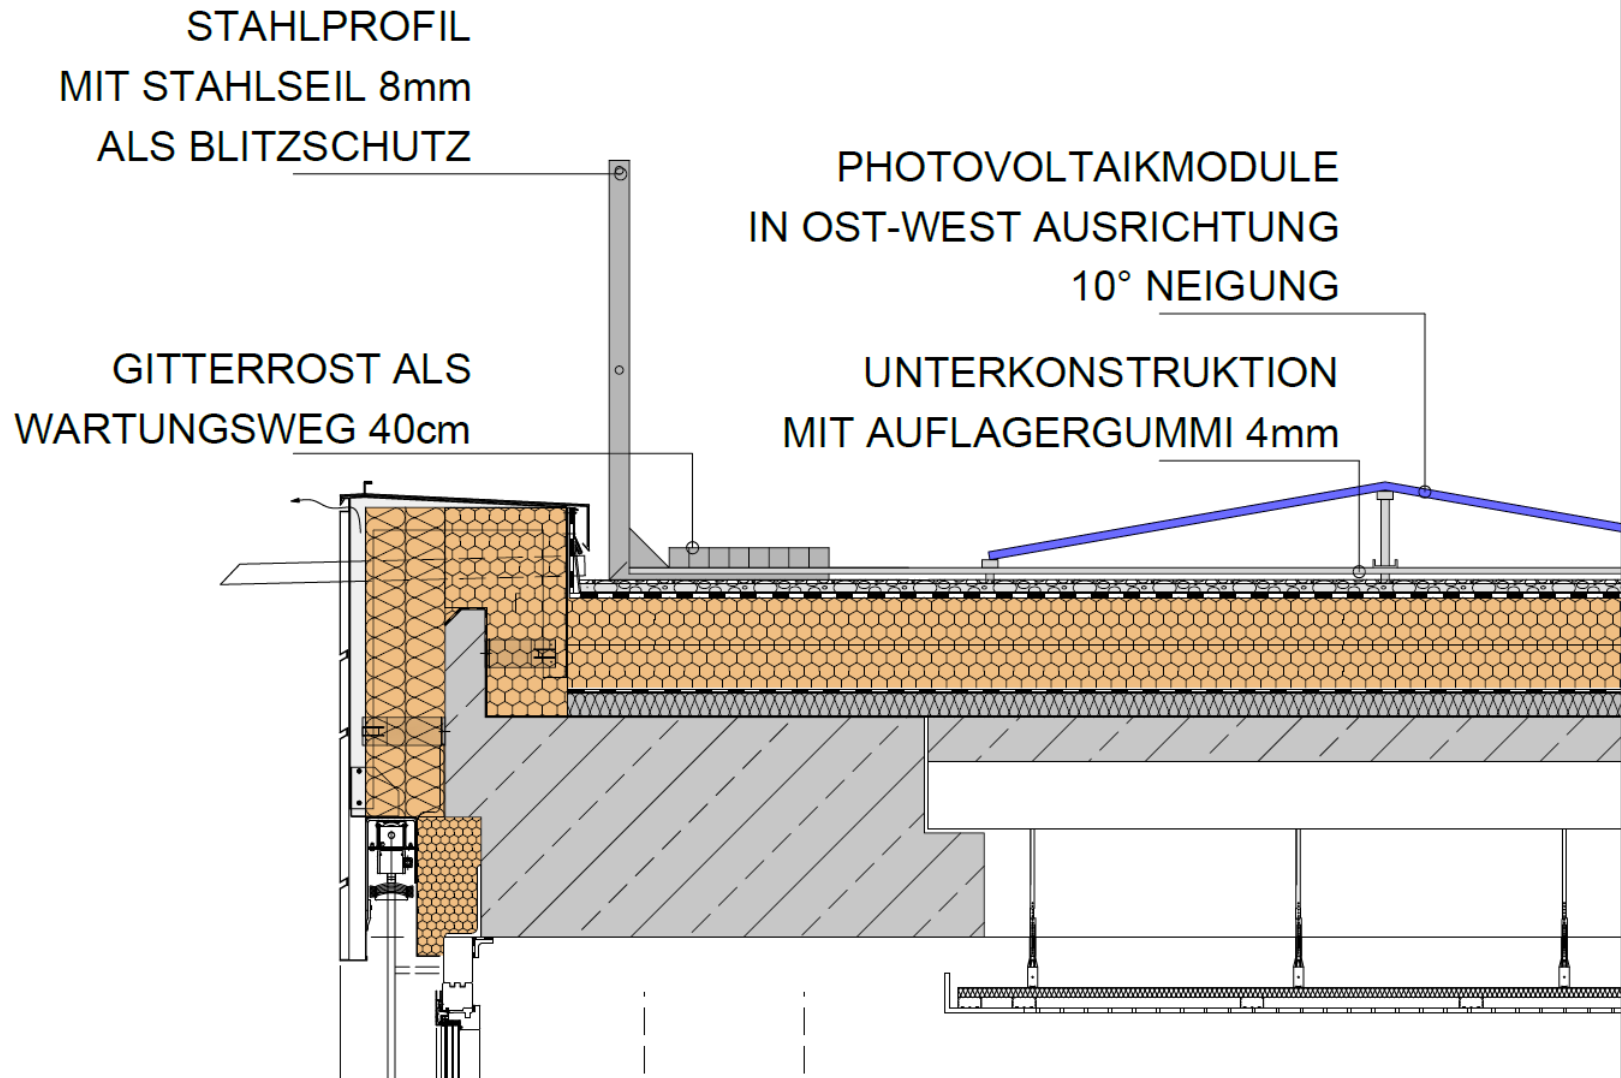 STAHLPROFIL
MIT STAHLSEIL 8mm
ALS BLITZSCHUTZ
PHOTOVOLTAIKMODULE
IN OST-WEST AUSRICHTUNG
10° NEIGUNG
GITTERROST ALS
WARTUNGSWEG 40cm
UNTERKONSTRUKTION
MIT AUFLAGERGUMMI 4mm